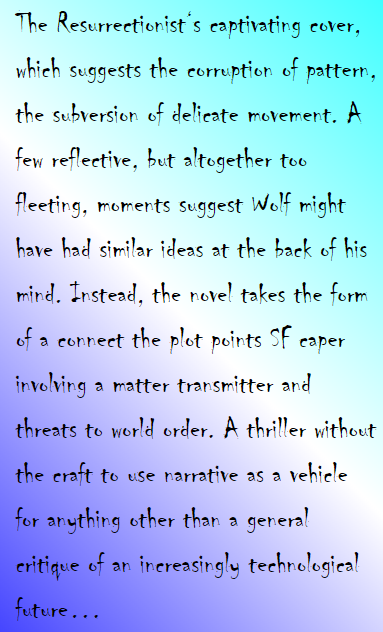 The Resurrectionist‘s captivating cover,
which suggests the corruption of pattern,
the subversion of delicate movement. A
few reflective, but altogether too
fleeting, moments suggest Wolf might
have had similar ideas at the back of his
mind. Instead, the novel takes the form
of a connect the plot points SF caper
involving a matter transmitter and
threats to world order. A thriller without
the craft to use narrative as a vehicle
for anything other than a general
critique of an increasingly technological
future…